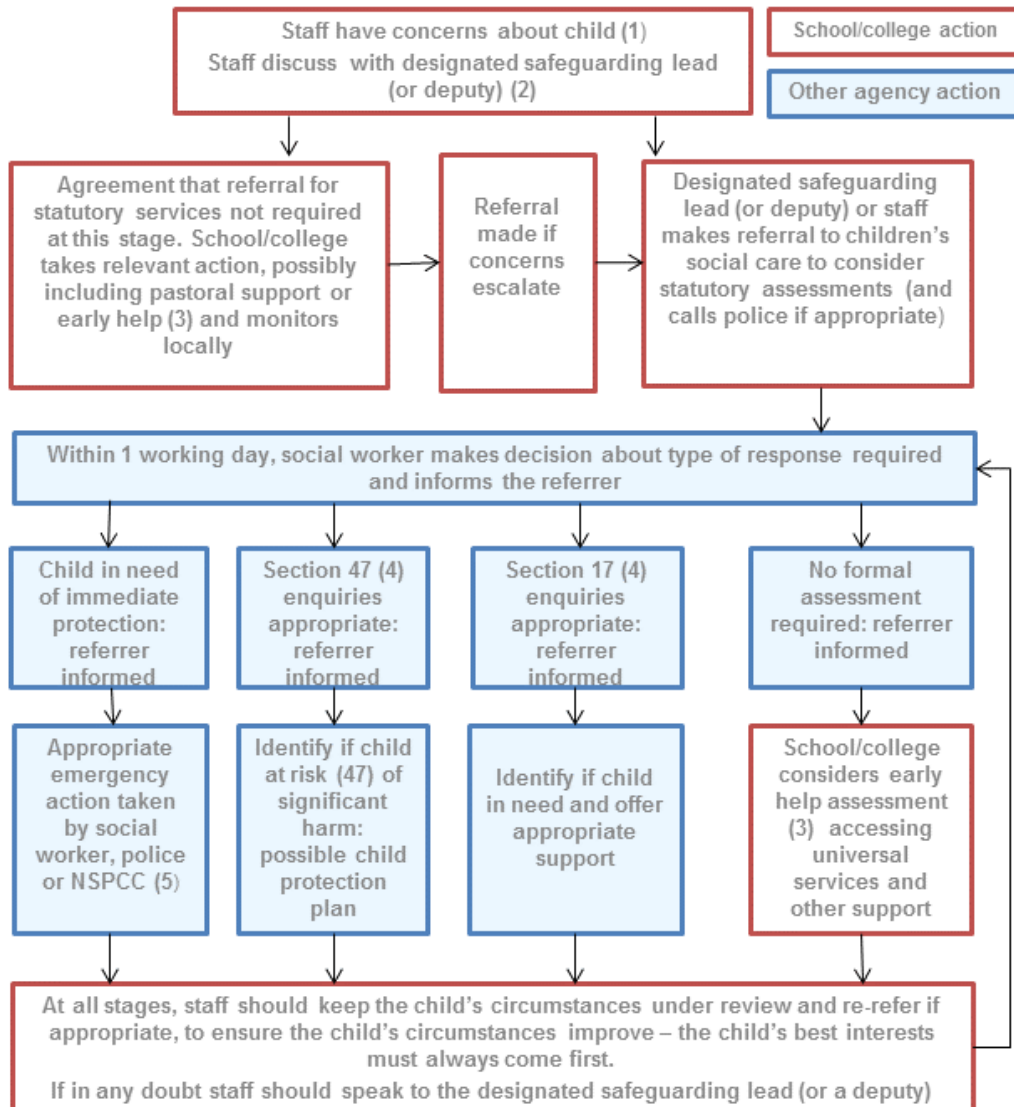 Staff have concerns about child (1)
Staff discuss with designated safeguarding lead
(or deputy) (2)
School/college action
Other agency action
Agreement that referral for
statutory services not required
at this stage. School/college
takes relevant action, possibly
including pastoral support or
early help (3) and monitors
locally
Referral
made if
concerns
escalate
Designated safeguarding
lead (or deputy) or staff
makes referral to children's
social care to consider
statutory assessments (and
calls police if appropriate)
Within 1 working day, social worker makes decision about type of response required
and informs the referrer
Child in need
of immediate
protection:
referrer
informed
Section 47 (4)
enquiries
appropriate:
referrer
informed
Section 17 (4)
enquiries
appropriate:
referrer
informed
No formal
assessment
required: referrer
informed
Appropriate
emergency
action taken
by social
worker, police
or NSPCC (5)
Identify if child
at risk (47) of
significant
harm:
possible child
protection
plan
Identify if child
in need and offer
appropriate
support
School/college
considers early
help assessment
(3) accessing
universal
services and
other support
At all stages, staff should keep the child's circumstances under review and re-refer if
appropriate, to ensure the child's circumstances improve – the child's best interests
must always come first.
If in any doubt staff should speak to the designated safeguarding lead (or a deputy)